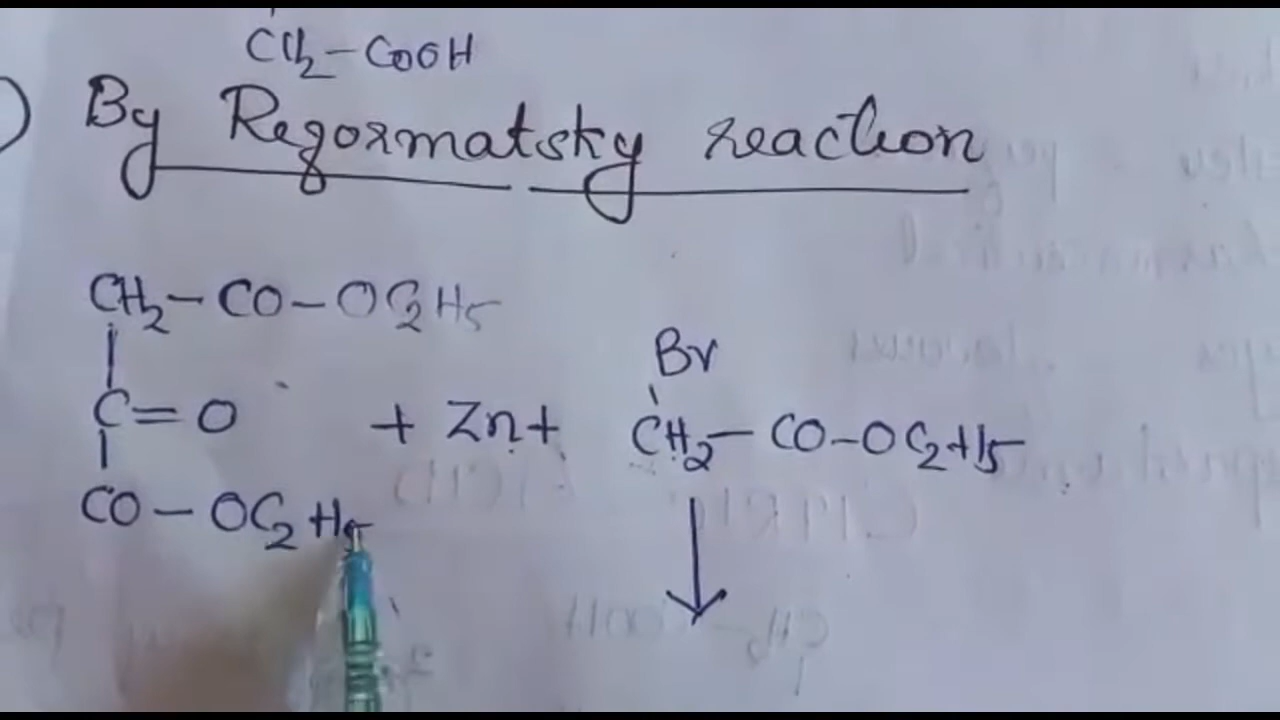 CH2-COOH
) By Regormatsky reaction
CH2-CO-OC2H5
|
Br
C=O + Zn + CH2-CO-OC2H5
|
CO-OC2H5
↓